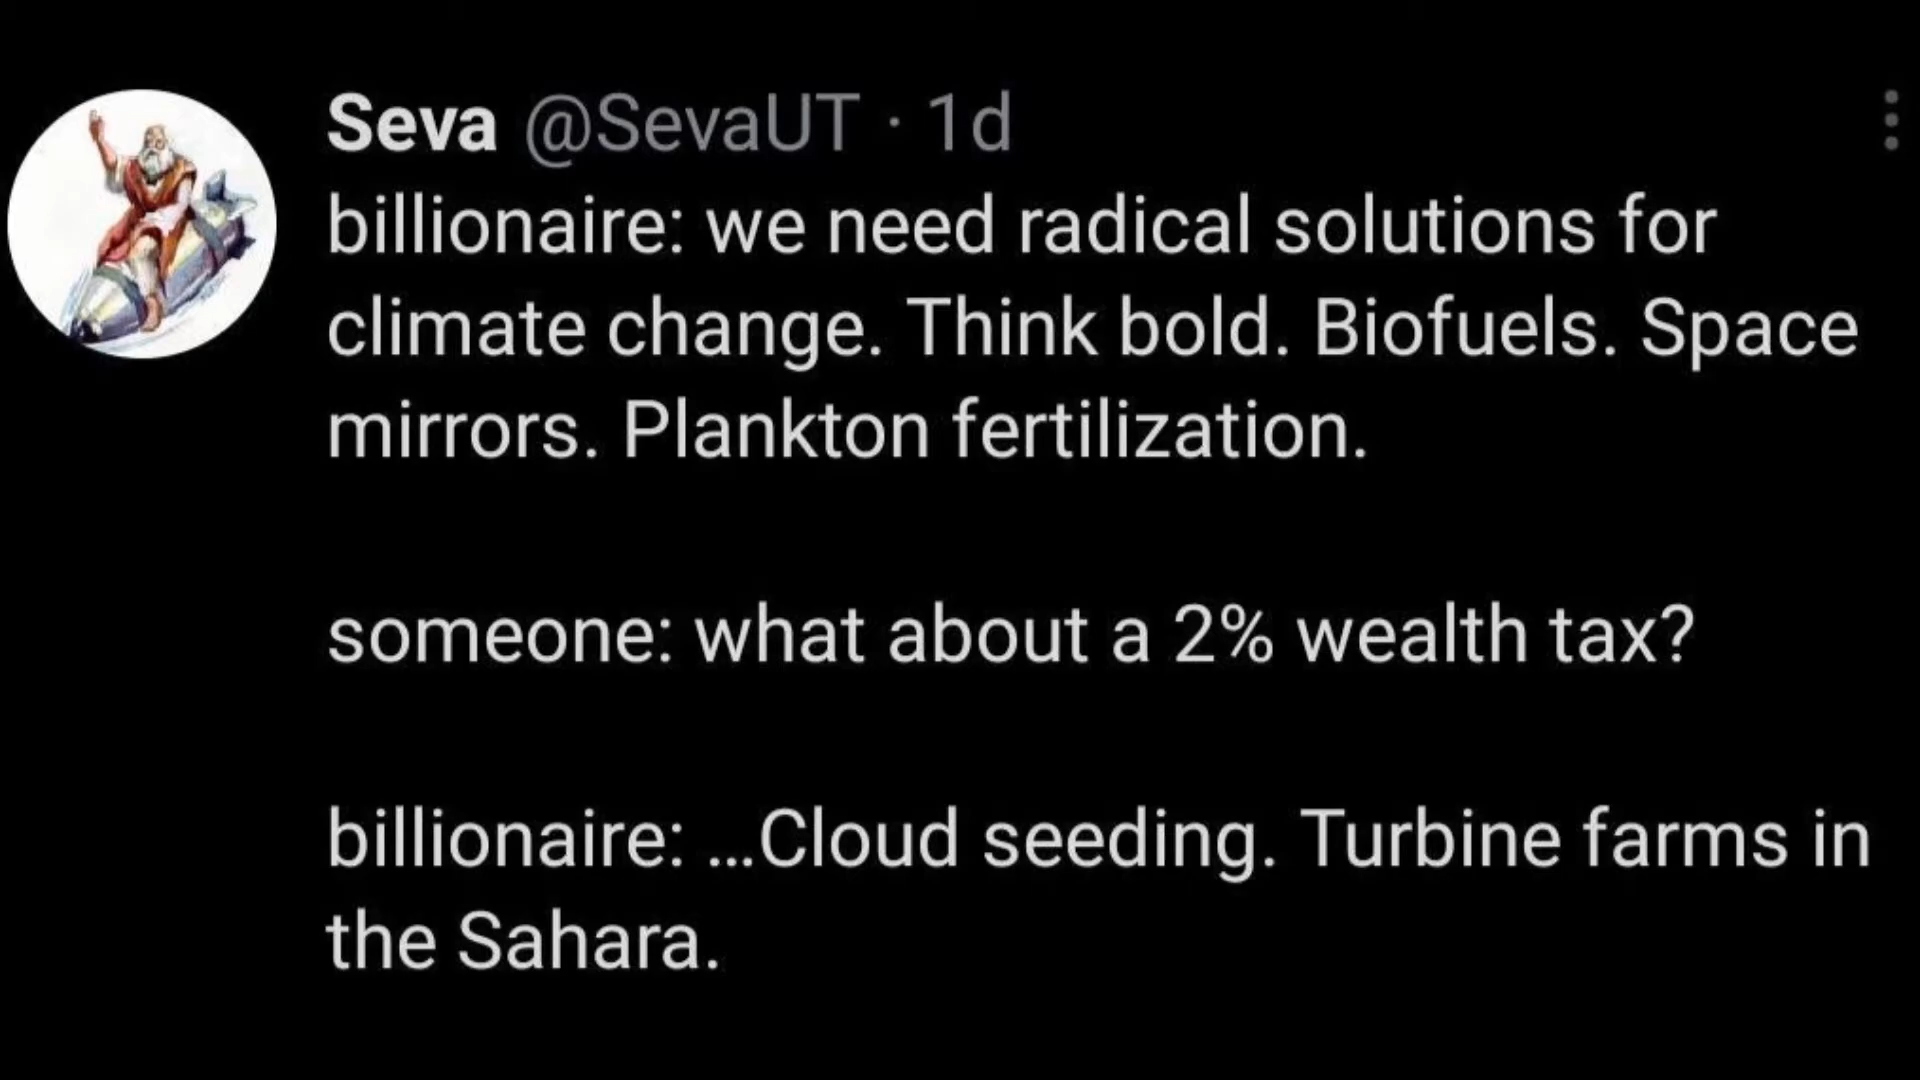 Seva @SevaUT · 1d
billionaire: we need radical solutions for
climate change. Think bold. Biofuels. Space
mirrors. Plankton fertilization.
someone: what about a 2% wealth tax?
billionaire: ...Cloud seeding. Turbine farms in
the Sahara.